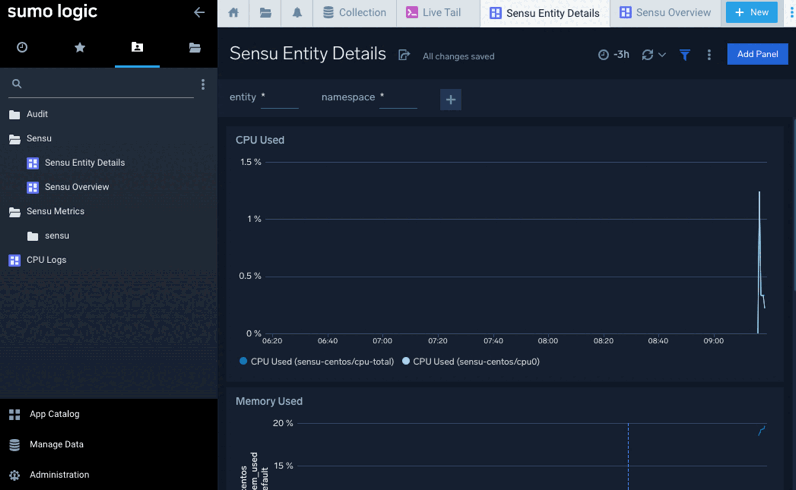 sumo logic
Collection
Live Tail
Sensu Entity Details
Sensu Overview
+ New
Sensu Entity Details
All changes saved
-3h
Add Panel
entity *
namespace *
+
Audit
Sensu
Sensu Entity Details
Sensu Overview
Sensu Metrics
sensu
CPU Logs
App Catalog
Manage Data
Administration
CPU Used
1.5 %
1 %
0.5 %
0 %
06:20 06:40 07:00 07:20 07:40 08:00 08:20 08:40 09:00
CPU Used (sensu-centos/cpu-total) CPU Used (sensu-centos/cpu0)
Memory Used
20 %
15 %
entos
em_used
efault